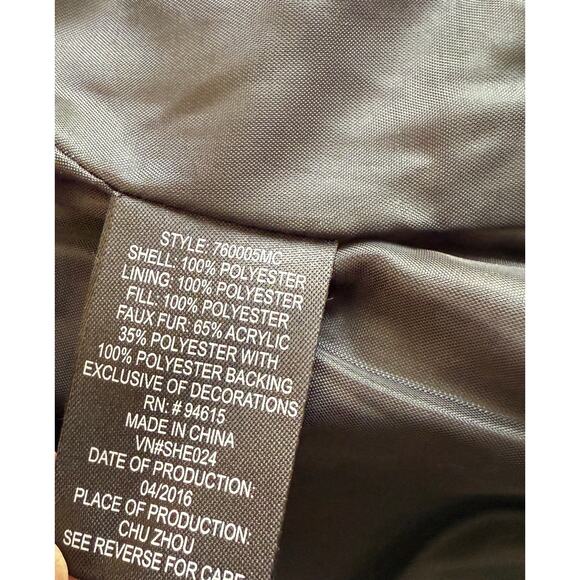 STYLE: 760005MC
SHELL: 100% POLYESTER
LINING: 100% POLYESTER
FILL: 100% POLYESTER
FAUX FUR: 65% ACRYLIC
35% POLYESTER WITH
100% POLYESTER BACKING
EXCLUSIVE OF DECORATIONS
RN: # 94615
MADE IN CHINA
VN#SHE024
DATE OF PRODUCTION:
04/2016
PLACE OF PRODUCTION:
CHU ZHOU
SEE REVERSE FOR CARE